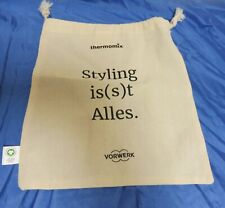 thermomix
Styling
is(s)t
Alles.
VORWERK